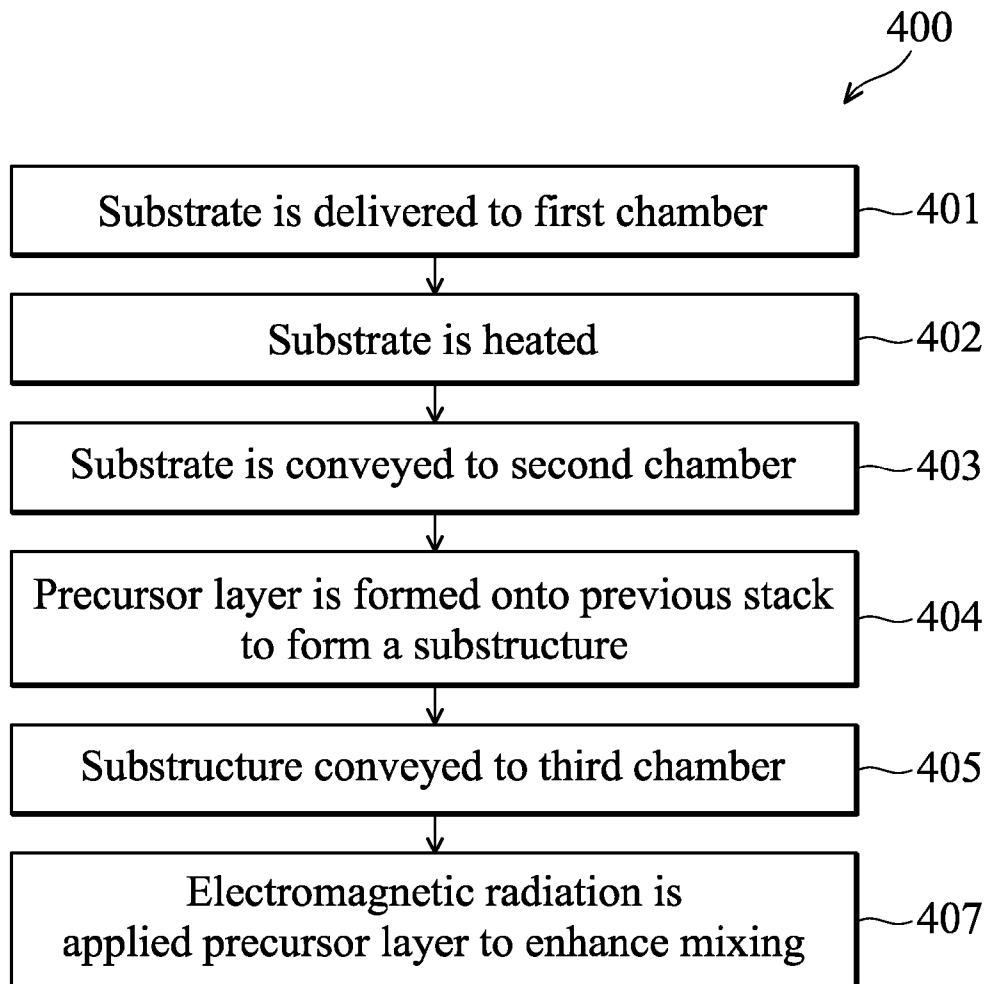 400
Substrate is delivered to first chamber
401
Substrate is heated
402
Substrate is conveyed to second chamber
403
Precursor layer is formed onto previous stack
to form a substructure
404
Substructure conveyed to third chamber
405
Electromagnetic radiation is
applied precursor layer to enhance mixing
407